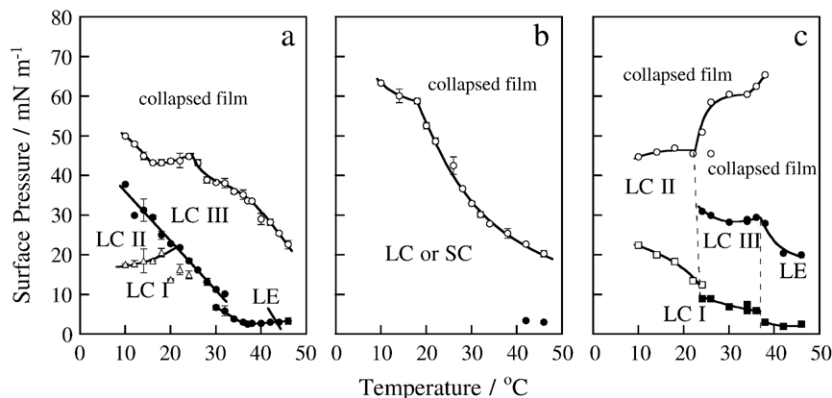 a
b
c
80
70
60
50
40
30
20
10
0
Surface Pressure / mN m-1
collapsed film
LC III
LC II
LC I
LE
collapsed film
LC or SC
collapsed film
collapsed film
LC II
LC III
LC I
LE
0 10 20 30 40 50
0 10 20 30 40 50
0 10 20 30 40 50
Temperature / oC